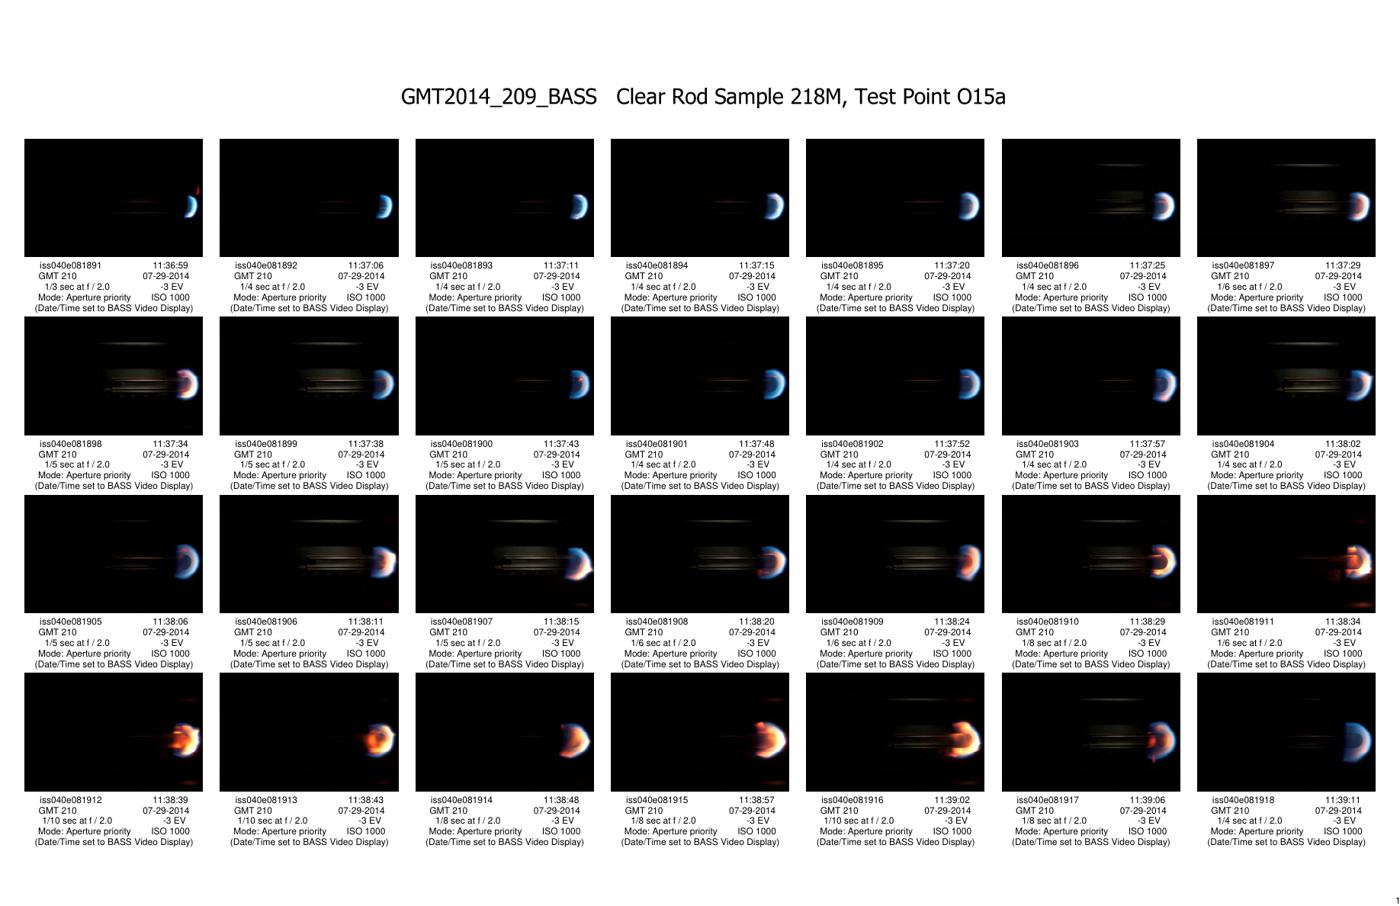 GMT2014_209_BASS Clear Rod Sample 218M, Test Point O15a
iss040e081891 11:36:59
GMT 210 07-29-2014
1/3 sec at f / 2.0 -3 EV
Mode: Aperture priority ISO 1000
(Date/Time set to BASS Video Display)
iss040e081892 11:37:06
GMT 210 07-29-2014
1/4 sec at f / 2.0 -3 EV
Mode: Aperture priority ISO 1000
(Date/Time set to BASS Video Display)
iss040e081893 11:37:11
GMT 210 07-29-2014
1/4 sec at f / 2.0 -3 EV
Mode: Aperture priority ISO 1000
(Date/Time set to BASS Video Display)
iss040e081894 11:37:15
GMT 210 07-29-2014
1/4 sec at f / 2.0 -3 EV
Mode: Aperture priority ISO 1000
(Date/Time set to BASS Video Display)
iss040e081895 11:37:20
GMT 210 07-29-2014
1/4 sec at f / 2.0 -3 EV
Mode: Aperture priority ISO 1000
(Date/Time set to BASS Video Display)
iss040e081896 11:37:25
GMT 210 07-29-2014
1/4 sec at f / 2.0 -3 EV
Mode: Aperture priority ISO 1000
(Date/Time set to BASS Video Display)
iss040e081897 11:37:29
GMT 210 07-29-2014
1/6 sec at f / 2.0 -3 EV
Mode: Aperture priority ISO 1000
(Date/Time set to BASS Video Display)
iss040e081898 11:37:34
GMT 210 07-29-2014
1/5 sec at f / 2.0 -3 EV
Mode: Aperture priority ISO 1000
(Date/Time set to BASS Video Display)
iss040e081899 11:37:38
GMT 210 07-29-2014
1/5 sec at f / 2.0 -3 EV
Mode: Aperture priority ISO 1000
(Date/Time set to BASS Video Display)
iss040e081900 11:37:43
GMT 210 07-29-2014
1/5 sec at f / 2.0 -3 EV
Mode: Aperture priority ISO 1000
(Date/Time set to BASS Video Display)
iss040e081901 11:37:48
GMT 210 07-29-2014
1/4 sec at f / 2.0 -3 EV
Mode: Aperture priority ISO 1000
(Date/Time set to BASS Video Display)
iss040e081902 11:37:52
GMT 210 07-29-2014
1/4 sec at f / 2.0 -3 EV
Mode: Aperture priority ISO 1000
(Date/Time set to BASS Video Display)
iss040e081903 11:37:57
GMT 210 07-29-2014
1/4 sec at f / 2.0 -3 EV
Mode: Aperture priority ISO 1000
(Date/Time set to BASS Video Display)
iss040e081904 11:38:02
GMT 210 07-29-2014
1/4 sec at f / 2.0 -3 EV
Mode: Aperture priority ISO 1000
(Date/Time set to BASS Video Display)
iss040e081905 11:38:06
GMT 210 07-29-2014
1/5 sec at f / 2.0 -3 EV
Mode: Aperture priority ISO 1000
(Date/Time set to BASS Video Display)
iss040e081906 11:38:11
GMT 210 07-29-2014
1/5 sec at f / 2.0 -3 EV
Mode: Aperture priority ISO 1000
(Date/Time set to BASS Video Display)
iss040e081907 11:38:15
GMT 210 07-29-2014
1/5 sec at f / 2.0 -3 EV
Mode: Aperture priority ISO 1000
(Date/Time set to BASS Video Display)
iss040e081908 11:38:20
GMT 210 07-29-2014
1/6 sec at f / 2.0 -3 EV
Mode: Aperture priority ISO 1000
(Date/Time set to BASS Video Display)
iss040e081909 11:38:24
GMT 210 07-29-2014
1/6 sec at f / 2.0 -3 EV
Mode: Aperture priority ISO 1000
(Date/Time set to BASS Video Display)
iss040e081910 11:38:29
GMT 210 07-29-2014
1/8 sec at f / 2.0 -3 EV
Mode: Aperture priority ISO 1000
(Date/Time set to BASS Video Display)
iss040e081911 11:38:34
GMT 210 07-29-2014
1/6 sec at f / 2.0 -3 EV
Mode: Aperture priority ISO 1000
(Date/Time set to BASS Video Display)
iss040e081912 11:38:39
GMT 210 07-29-2014
1/10 sec at f / 2.0 -3 EV
Mode: Aperture priority ISO 1000
(Date/Time set to BASS Video Display)
iss040e081913 11:38:43
GMT 210 07-29-2014
1/10 sec at f / 2.0 -3 EV
Mode: Aperture priority ISO 1000
(Date/Time set to BASS Video Display)
iss040e081914 11:38:48
GMT 210 07-29-2014
1/8 sec at f / 2.0 -3 EV
Mode: Aperture priority ISO 1000
(Date/Time set to BASS Video Display)
iss040e081915 11:38:57
GMT 210 07-29-2014
1/8 sec at f / 2.0 -3 EV
Mode: Aperture priority ISO 1000
(Date/Time set to BASS Video Display)
iss040e081916 11:39:02
GMT 210 07-29-2014
1/10 sec at f / 2.0 -3 EV
Mode: Aperture priority ISO 1000
(Date/Time set to BASS Video Display)
iss040e081917 11:39:06
GMT 210 07-29-2014
1/8 sec at f / 2.0 -3 EV
Mode: Aperture priority ISO 1000
(Date/Time set to BASS Video Display)
iss040e081918 11:39:11
GMT 210 07-29-2014
1/4 sec at f / 2.0 -3 EV
Mode: Aperture priority ISO 1000
(Date/Time set to BASS Video Display)